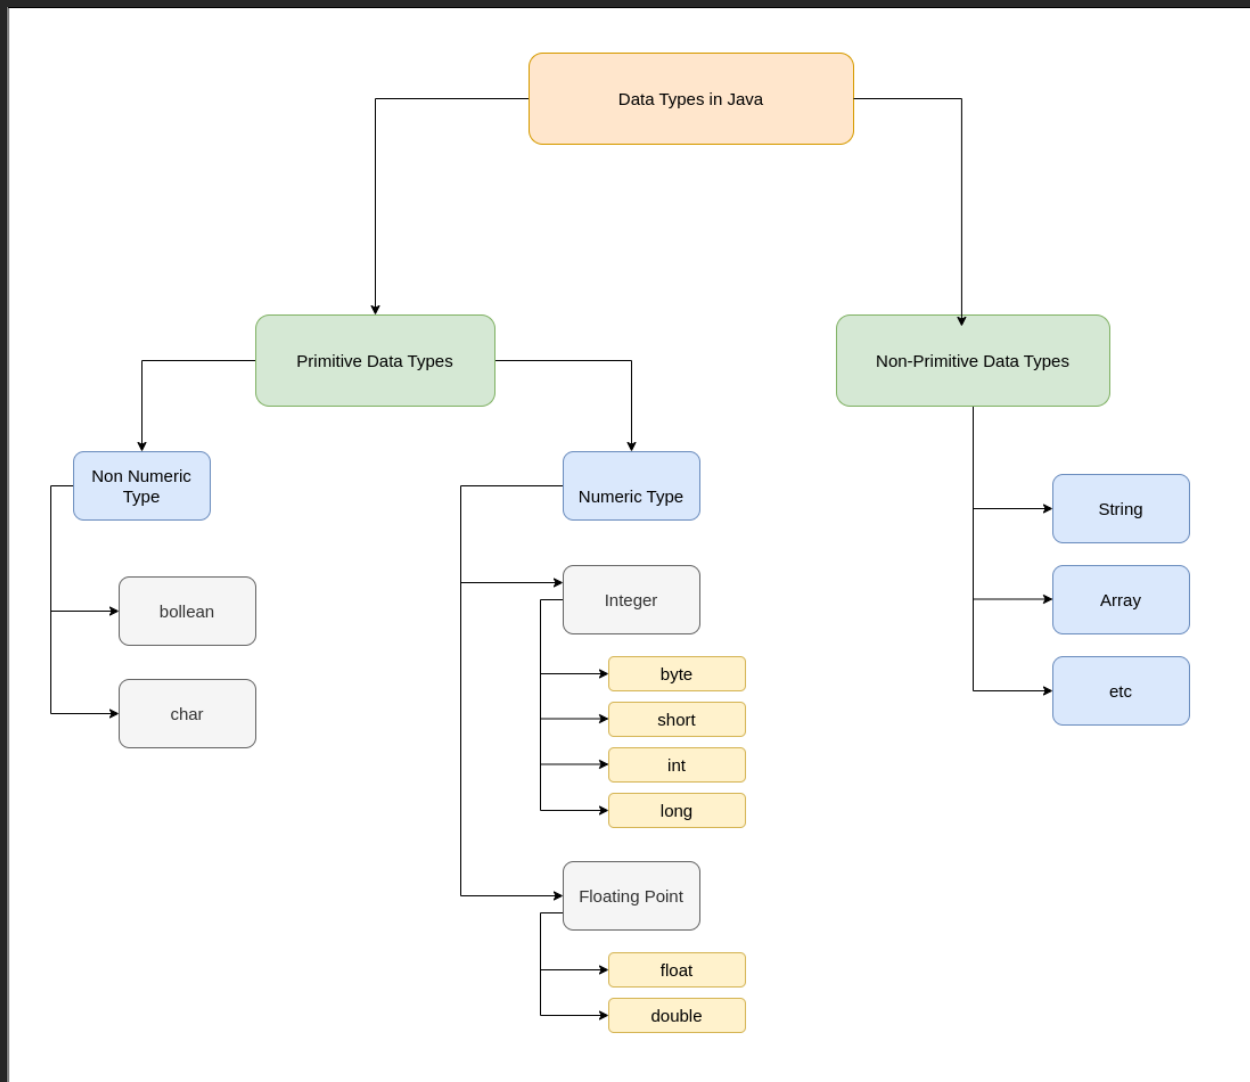 Data Types in Java
Primitive Data Types
Non-Primitive Data Types
Non Numeric
Type
Numeric Type
bollean
char
Integer
byte
short
int
long
Floating Point
float
double
String
Array
etc